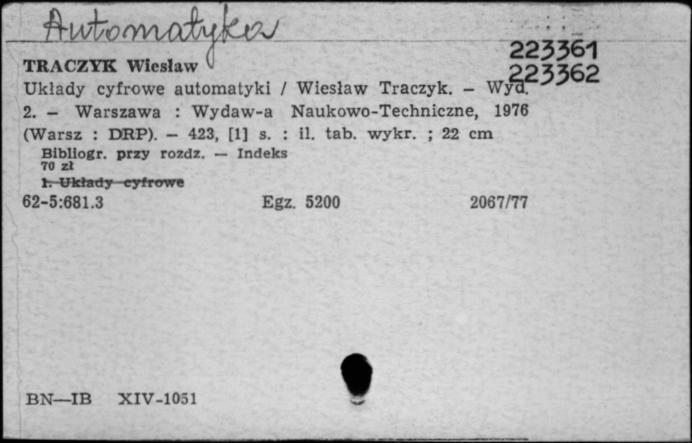 Automatyka
223361
TRACZYK Wiesław
223362
Układy cyfrowe automatyki / Wiesław Traczyk. — Wyd.
2. — Warszawa : Wydaw-a Naukowo-Techniczne, 1976
(Warsz : DRP). — 423, [1] s. : il. tab. wykr. ; 22 cm
Bibliogr. przy rozdz. — Indeks
70 zł
1. Układy cyfrowe
62-5:681.3 Egz. 5200 2067/77
BN—IB XIV-1051